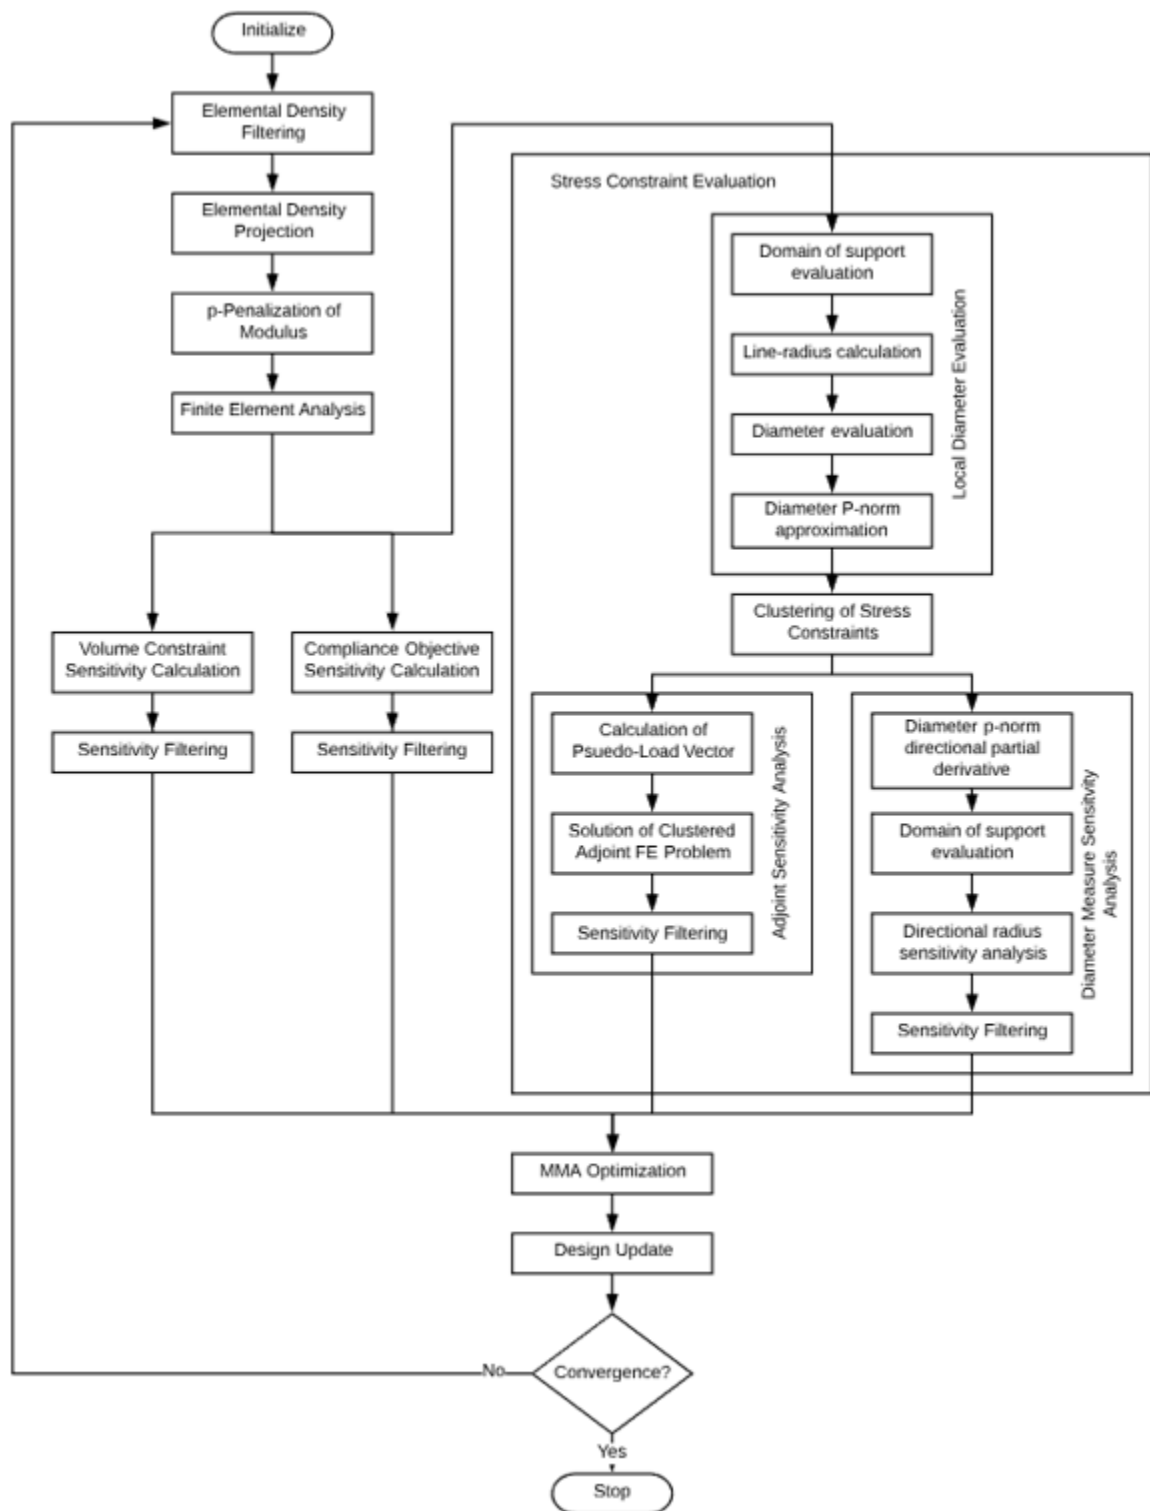 Initialize
Elemental Density
Filtering
Elemental Density
Projection
p-Penalization of
Modulus
Finite Element Analysis
Volume Constraint
Sensitivity Calculation
Sensitivity Filtering
Compliance Objective
Sensitivity Calculation
Sensitivity Filtering
Stress Constraint Evaluation
Domain of support
evaluation
Line-radius calculation
Diameter evaluation
Diameter P-norm
approximation
Local Diameter Evaluation
Clustering of Stress
Constraints
Calculation of
Psuedo-Load Vector
Solution of Clustered
Adjoint FE Problem
Sensitivity Filtering
Adjoint Sensitivity Analysis
Diameter p-norm
directional partial
derivative
Domain of support
evaluation
Directional radius
sensitivity analysis
Sensitivity Filtering
Diameter Measure Sensitvity
Analysis
MMA Optimization
Design Update
Convergence?
No
Yes
Stop